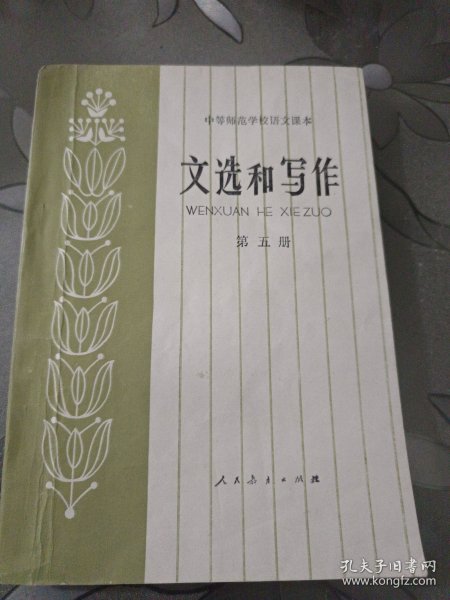 中等师范学校语文课本
文选和写作
WENXUAN HE XIEZUO
第五册
人民教育出版社
孔夫子旧书网
www.kongfz.com